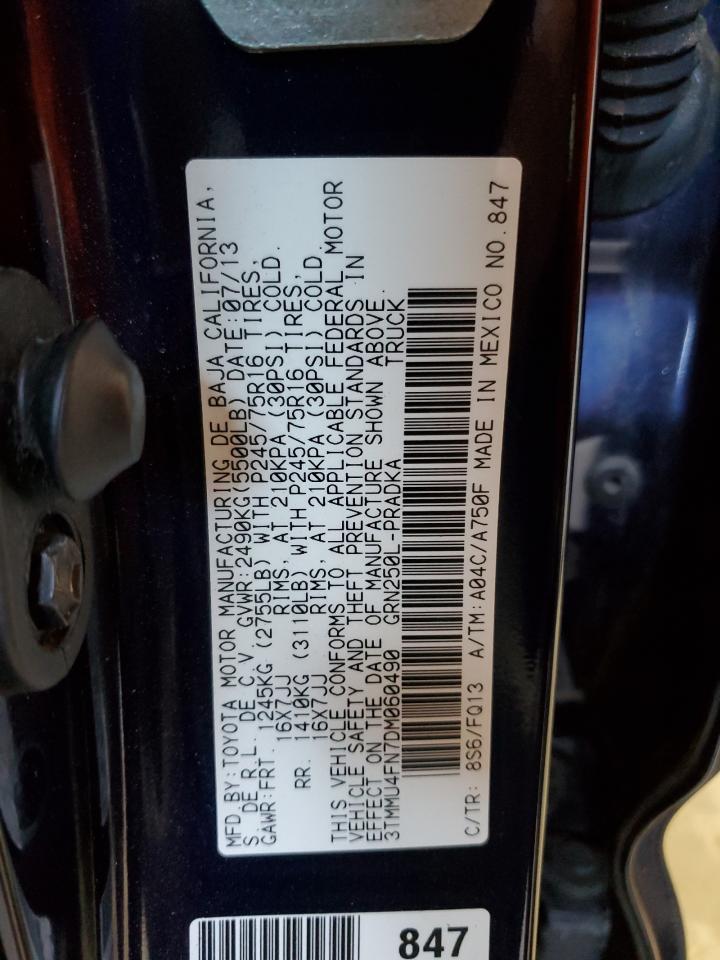 MFD. BY: TOYOTA MOTOR MANUFACTURING DE BAJA CALIFORNIA,
S. DE R.L. DE C.V. GVWR: 2490KG(5500LB) DATE: 07/13
GAWR: FRT. 1245KG (2755LB) WITH P245/75R16 TIRES,
16X7JJ RIMS, AT 210KPA (30PSI) COLD.
RR. 1410KG (3110LB) WITH P245/75R16 TIRES,
16X7JJ RIMS, AT 210KPA (30PSI) COLD.
THIS VEHICLE CONFORMS TO ALL APPLICABLE FEDERAL MOTOR
VEHICLE SAFETY AND THEFT PREVENTION STANDARDS IN
EFFECT ON THE DATE OF MANUFACTURE SHOWN ABOVE.
3TMMU4FN7DM060490 GRN250L-PRADKA TRUCK
C/TR: 8S6/FQ13 A/TM: A04C/A750F MADE IN MEXICO NO. 847
847